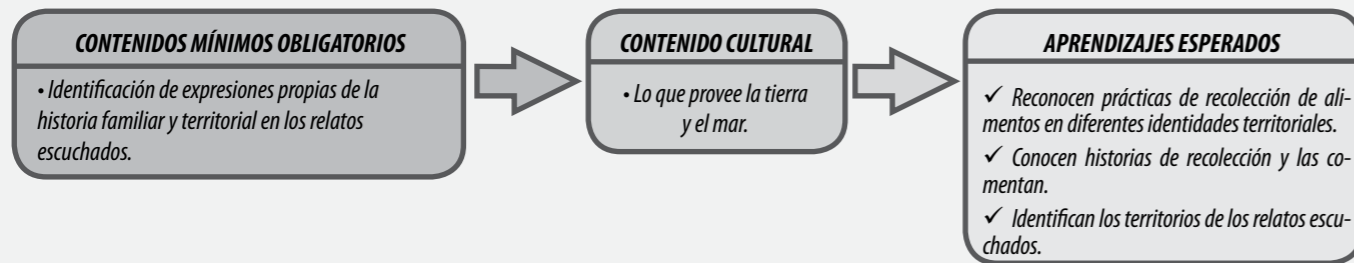 CONTENIDOS MÍNIMOS OBLIGATORIOS
• Identificación de expresiones propias de la
historia familiar y territorial en los relatos
escuchados.
CONTENIDO CULTURAL
• Lo que provee la tierra
y el mar.
APRENDIZAJES ESPERADOS
✓ Reconocen prácticas de recolección de ali-
mentos en diferentes identidades territoriales.
✓ Conocen historias de recolección y las co-
mentan.
✓ Identifican los territorios de los relatos escu-
chados.